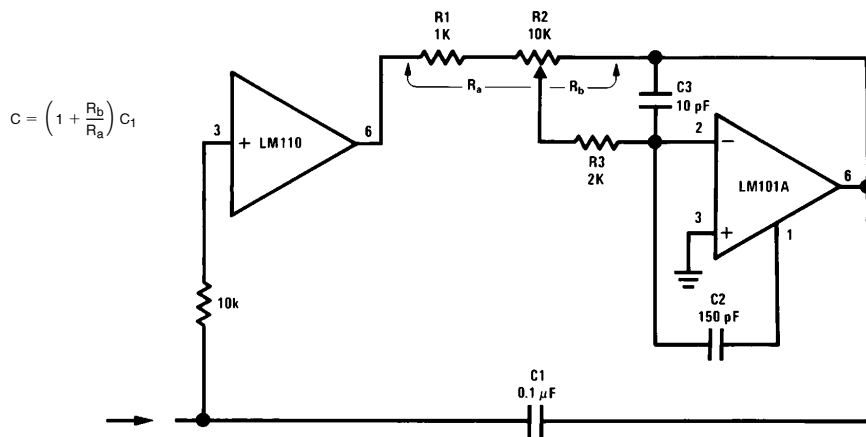 R1
1K
R2
10K
Ra
Rb
C3
10 pF
C = (1 + Rb/Ra) C1
3
+
LM110
6
2
−
R3
2K
LM101A
6
3
+
1
C2
150 pF
10k
C1
0.1 μF